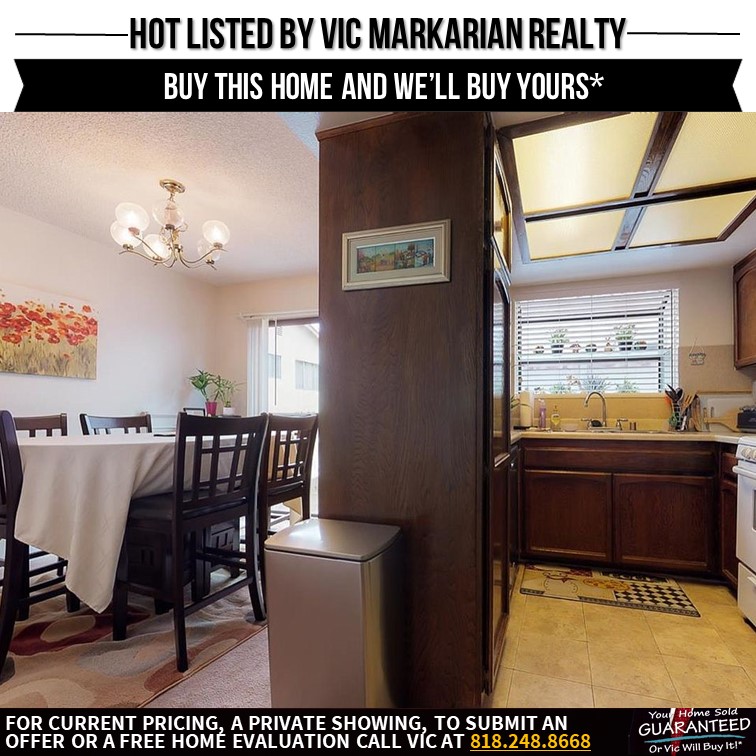 HOT LISTED BY VIC MARKARIAN REALTY
BUY THIS HOME AND WE'LL BUY YOURS*
FOR CURRENT PRICING, A PRIVATE SHOWING, TO SUBMIT AN
OFFER OR A FREE HOME EVALUATION CALL VIC AT 818.248.8668
Your Home Sold
GUARANTEED
Or Vic Will Buy It!